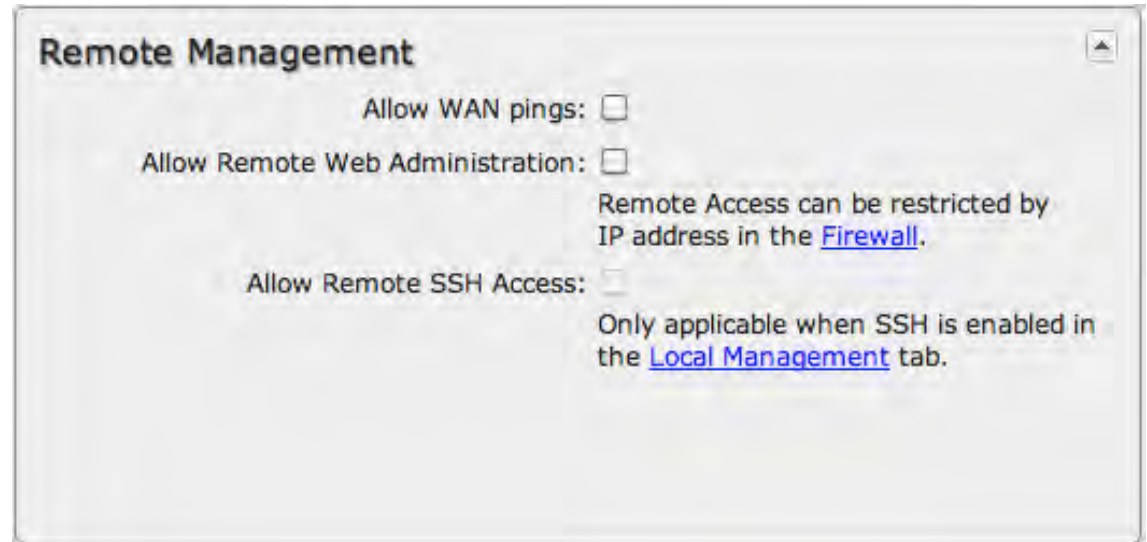 Remote Management
Allow WAN pings:
Allow Remote Web Administration:
Remote Access can be restricted by
IP address in the Firewall.
Allow Remote SSH Access:
Only applicable when SSH is enabled in
the Local Management tab.